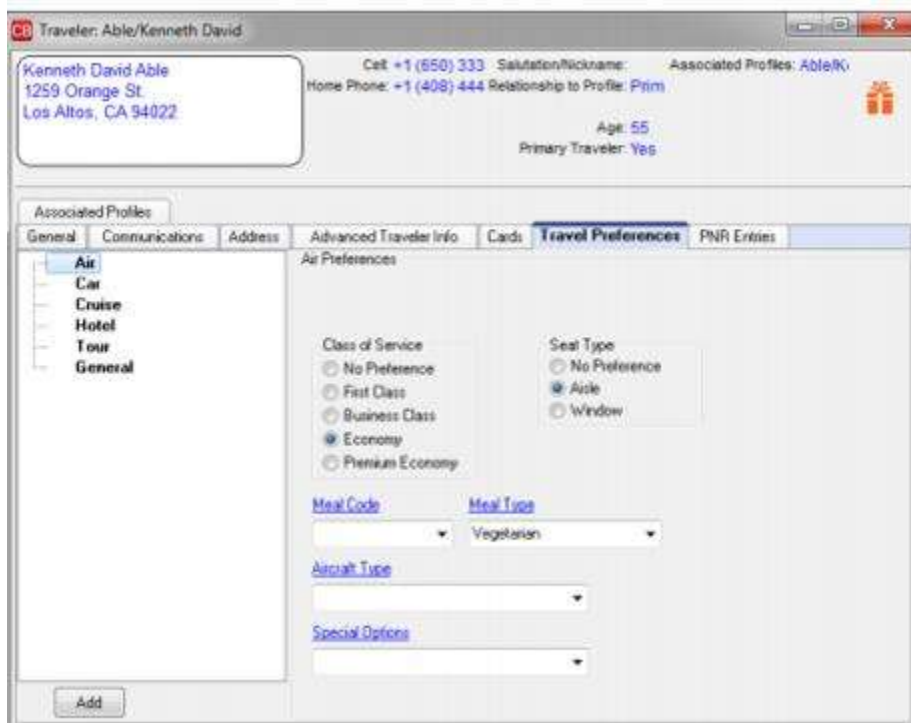 CB Traveler: Able/Kenneth David
Kenneth David Able
1259 Orange St.
Los Altos, CA 94022
Cell: +1 (650) 333 Salutation/Nickname: Associated Profiles: Able/K
Home Phone: +1 (408) 444 Relationship to Profile: Prim
Age: 55
Primary Traveler: Yes
Associated Profiles
General Communications Address Advanced Traveler Info Cards Travel Preferences PNR Entries
Air
Car
Cruise
Hotel
Tour
General
Air Preferences
Class of Service
No Preference
First Class
Business Class
Economy
Premium Economy
Seat Type
No Preference
Aisle
Window
Meal Code Meal Type
Vegetarian
Aircraft Type
Special Options
Add